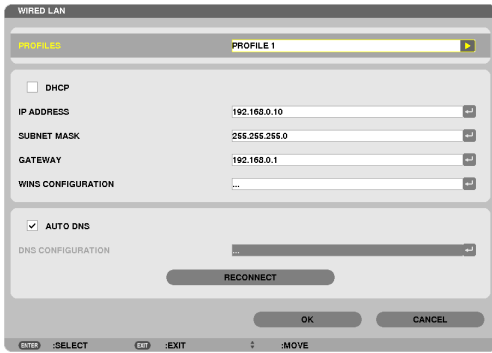 WIRED LAN
PROFILES PROFILE 1
DHCP
IP ADDRESS 192.168.0.10
SUBNET MASK 255.255.255.0
GATEWAY 192.168.0.1
WINS CONFIGURATION ...
AUTO DNS
DNS CONFIGURATION ...
RECONNECT
OK CANCEL
ENTER :SELECT EXIT :EXIT :MOVE